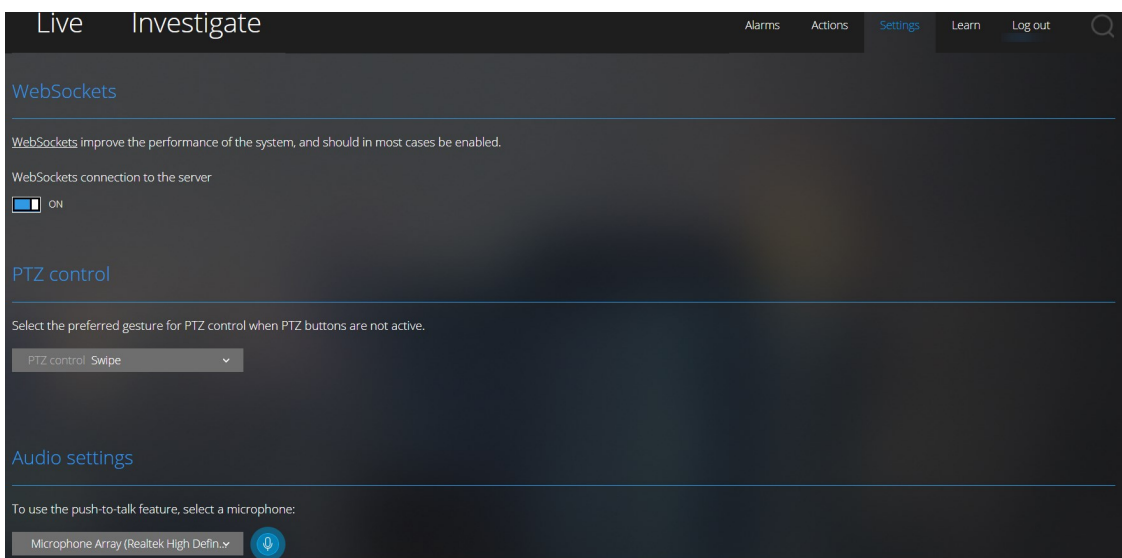 Live Investigate Alarms Actions Settings Learn Log out
WebSockets
WebSockets improve the performance of the system, and should in most cases be enabled.
WebSockets connection to the server
ON
PTZ control
Select the preferred gesture for PTZ control when PTZ buttons are not active.
PTZ control Swipe
Audio settings
To use the push-to-talk feature, select a microphone:
Microphone Array (Realtek High Defin..